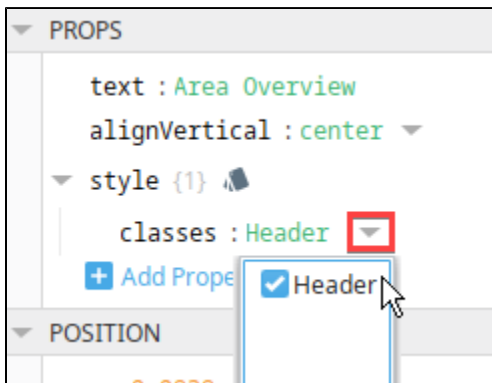 PROPS
text : Area Overview
alignVertical : center
style {1}
classes : Header
Add Prope
Header
POSITION